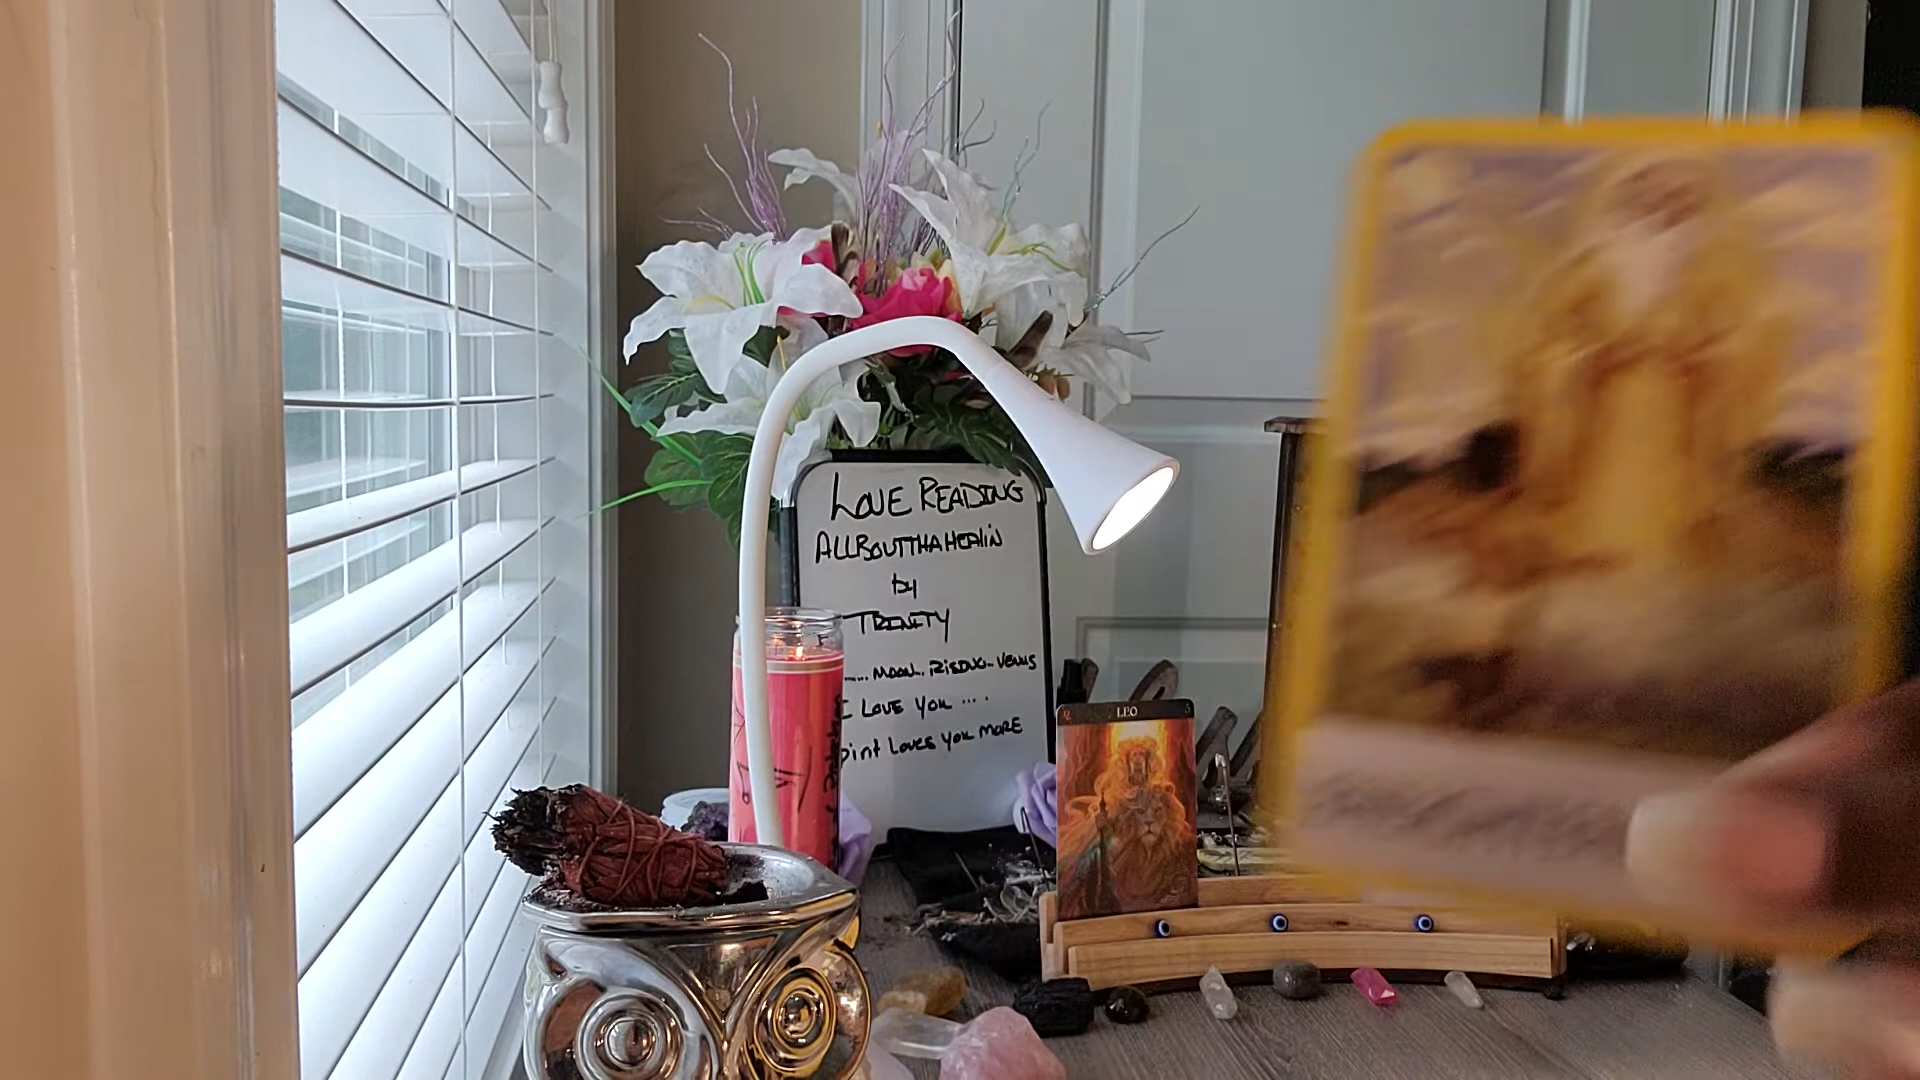 LOVE READING
ALLBOUTTHAHEALIN
by
TRINITY
.... MOON.. RISING.. VENUS
I LOVE YOU ....
LOVES YOU MORE
LEO